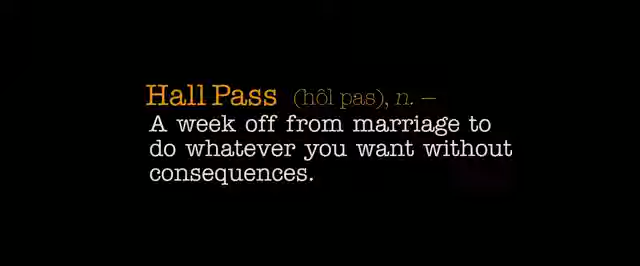 Hall Pass (hôl pas), n. –
A week off from marriage to
do whatever you want without
consequences.